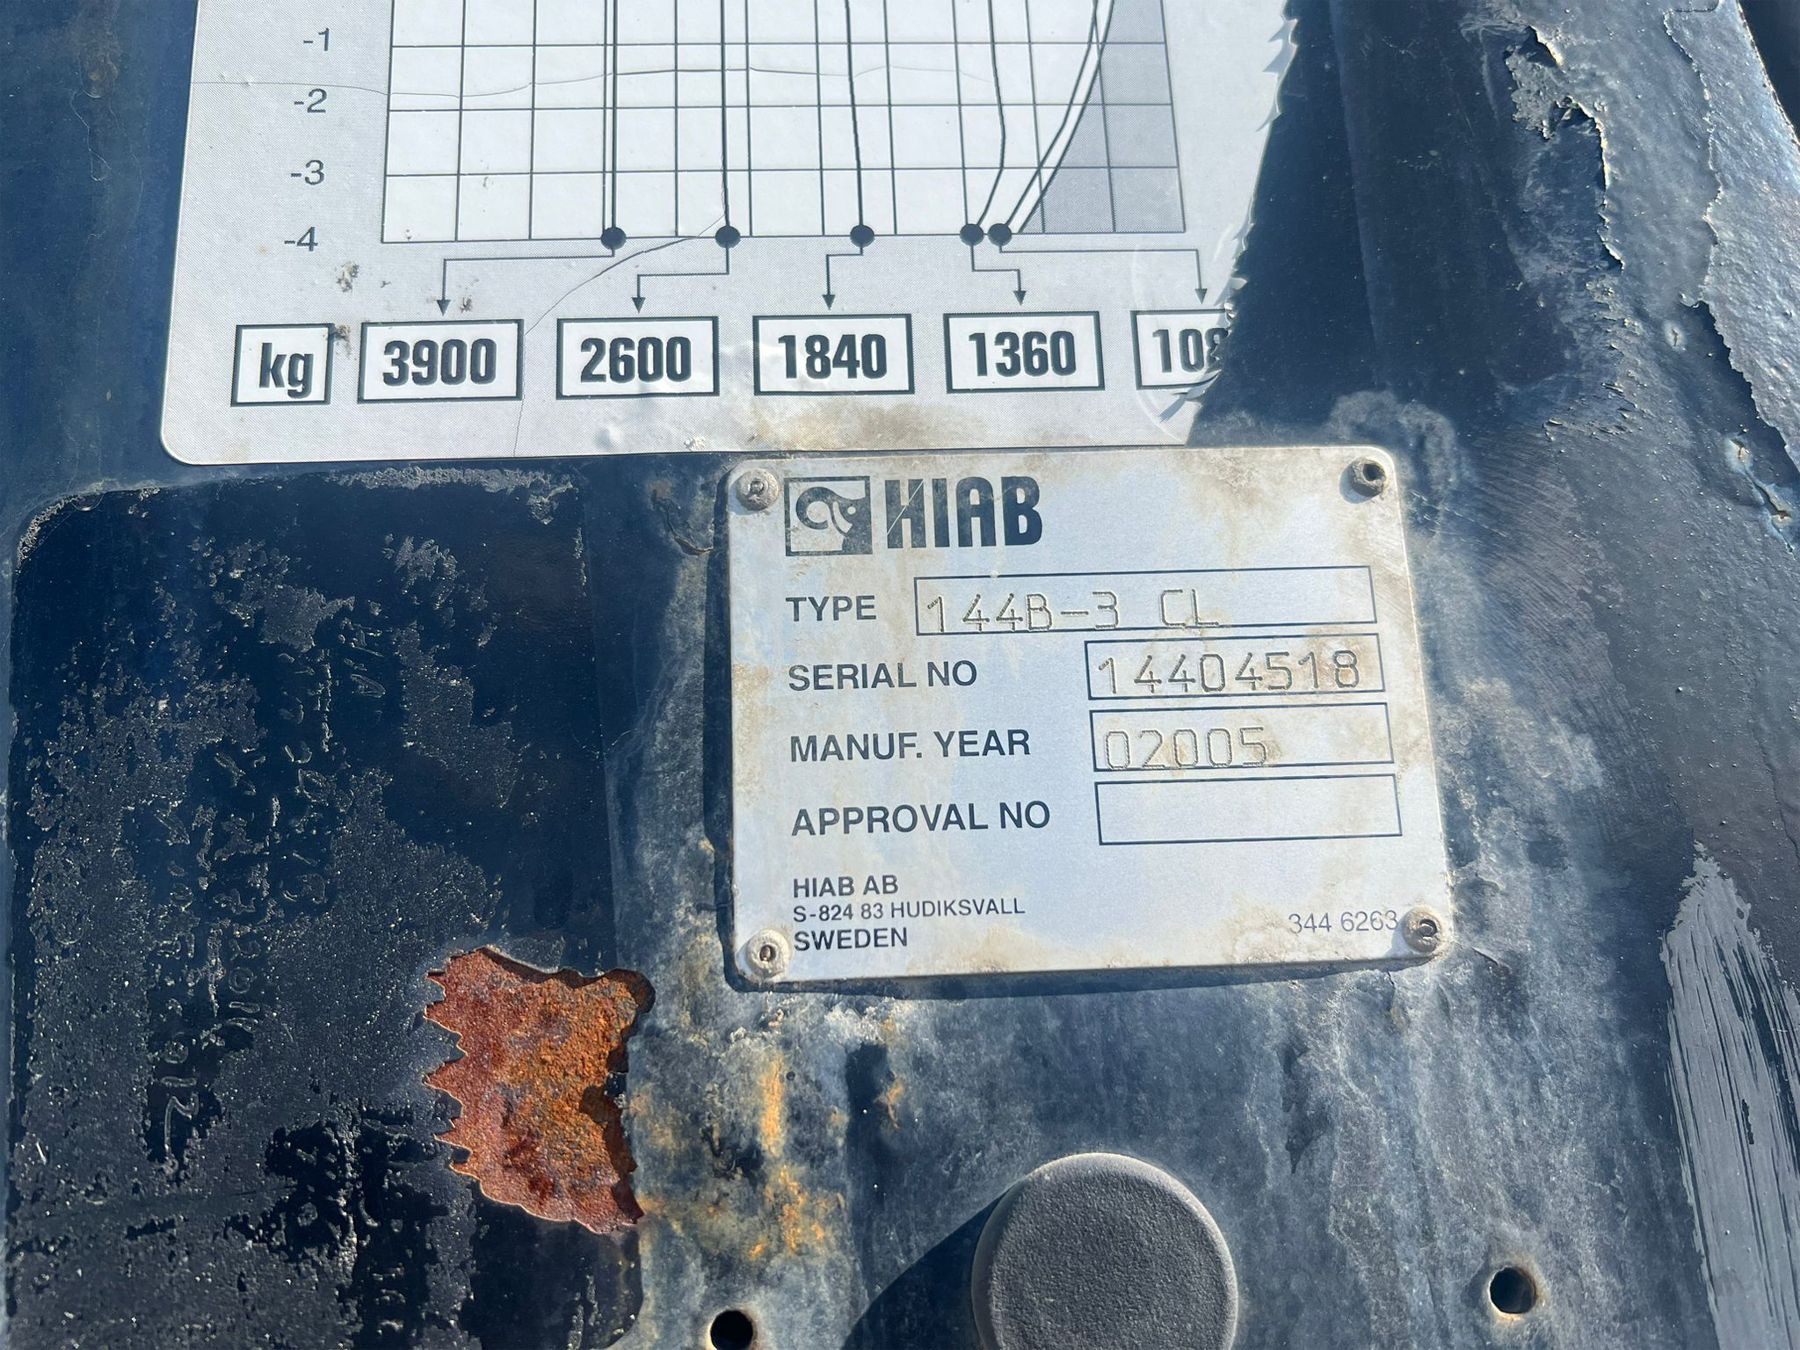 -1
-2
-3
-4
kg 3900 2600 1840 1360
HIAB
TYPE 144B-3 CL
SERIAL NO 14404518
MANUF. YEAR 02005
APPROVAL NO
HIAB AB
S-824 83 HUDIKSVALL
SWEDEN 344 6263